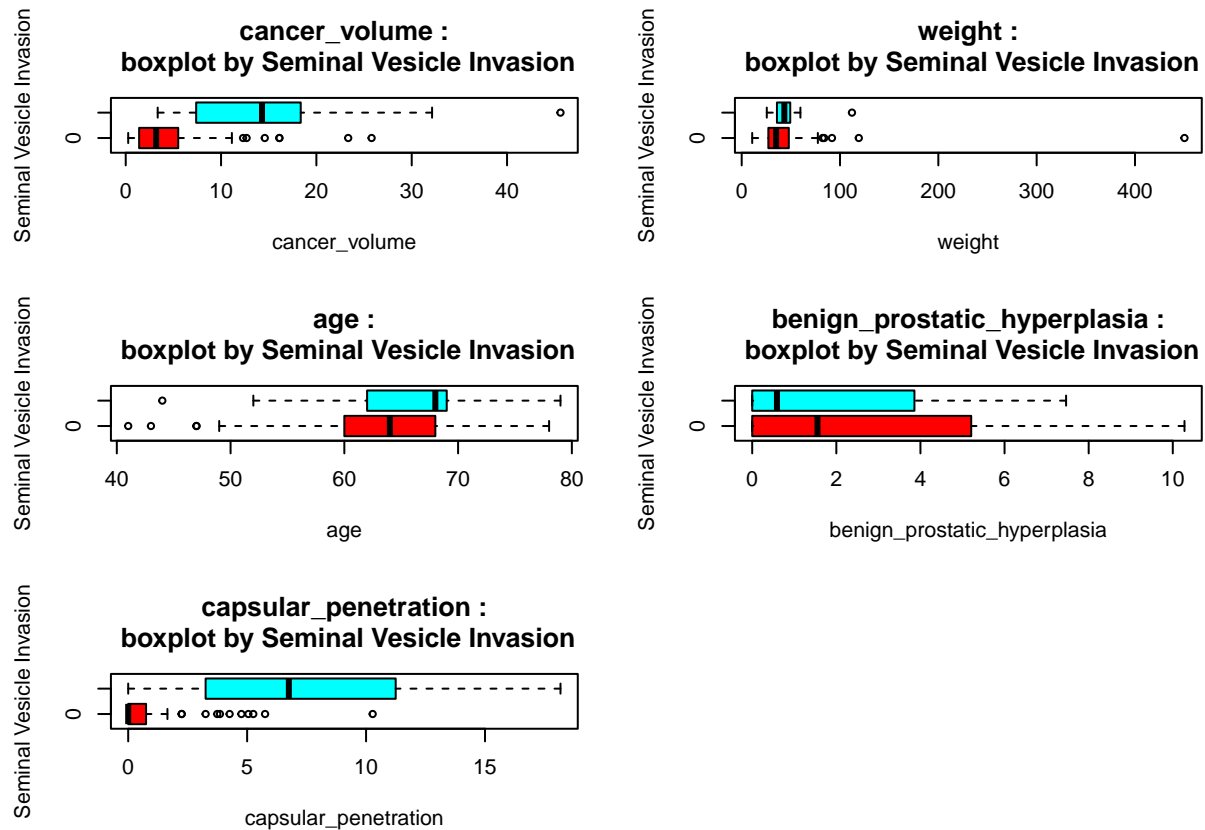 cancer_volume :
boxplot by Seminal Vesicle Invasion
Seminal Vesicle Invasion
0
0 10 20 30 40
cancer_volume
weight :
boxplot by Seminal Vesicle Invasion
Seminal Vesicle Invasion
0
0 100 200 300 400
weight
age :
boxplot by Seminal Vesicle Invasion
Seminal Vesicle Invasion
0
40 50 60 70 80
age
benign_prostatic_hyperplasia :
boxplot by Seminal Vesicle Invasion
Seminal Vesicle Invasion
0
0 2 4 6 8 10
benign_prostatic_hyperplasia
capsular_penetration :
boxplot by Seminal Vesicle Invasion
Seminal Vesicle Invasion
0
0 5 10 15
capsular_penetration